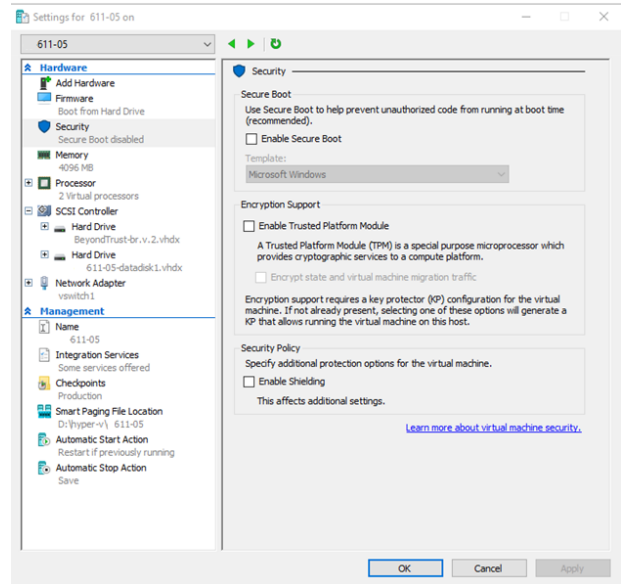 Settings for 611-05 on
611-05
Hardware
Add Hardware
Firmware
Boot from Hard Drive
Security
Secure Boot disabled
Memory
4096 MB
Processor
2 Virtual processors
SCSI Controller
Hard Drive
BeyondTrust-br.v.2.vhdx
Hard Drive
611-05-datadisk1.vhdx
Network Adapter
vswitch1
Management
Name
611-05
Integration Services
Some services offered
Checkpoints
Production
Smart Paging File Location
D:\hyper-v\ 611-05
Automatic Start Action
Restart if previously running
Automatic Stop Action
Save
Security
Secure Boot
Use Secure Boot to help prevent unauthorized code from running at boot time
(recommended).
Enable Secure Boot
Template:
Microsoft Windows
Encryption Support
Enable Trusted Platform Module
A Trusted Platform Module (TPM) is a special purpose microprocessor which
provides cryptographic services to a compute platform.
Encrypt state and virtual machine migration traffic
Encryption support requires a key protector (KP) configuration for the virtual
machine. If not already present, selecting one of these options will generate a
KP that allows running the virtual machine on this host.
Security Policy
Specify additional protection options for the virtual machine.
Enable Shielding
This affects additional settings.
Learn more about virtual machine security.
OK
Cancel
Apply